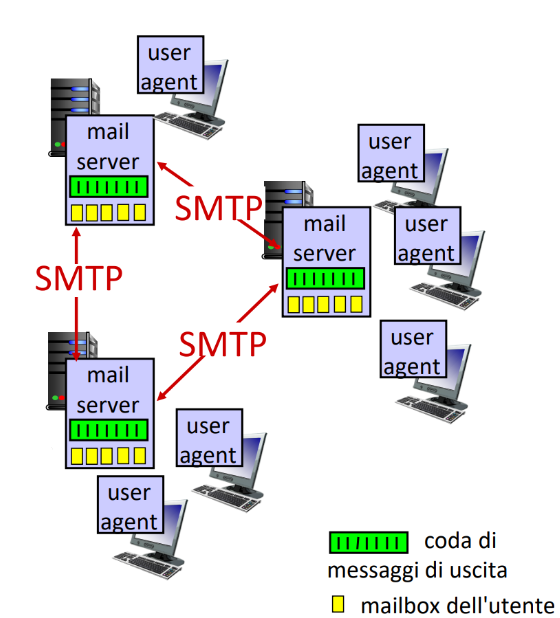 user
agent
mail
server
SMTP
user
agent
mail
server
user
agent
SMTP
SMTP
user
agent
mail
server
user
agent
user
agent
coda di
messaggi di uscita
mailbox dell'utente